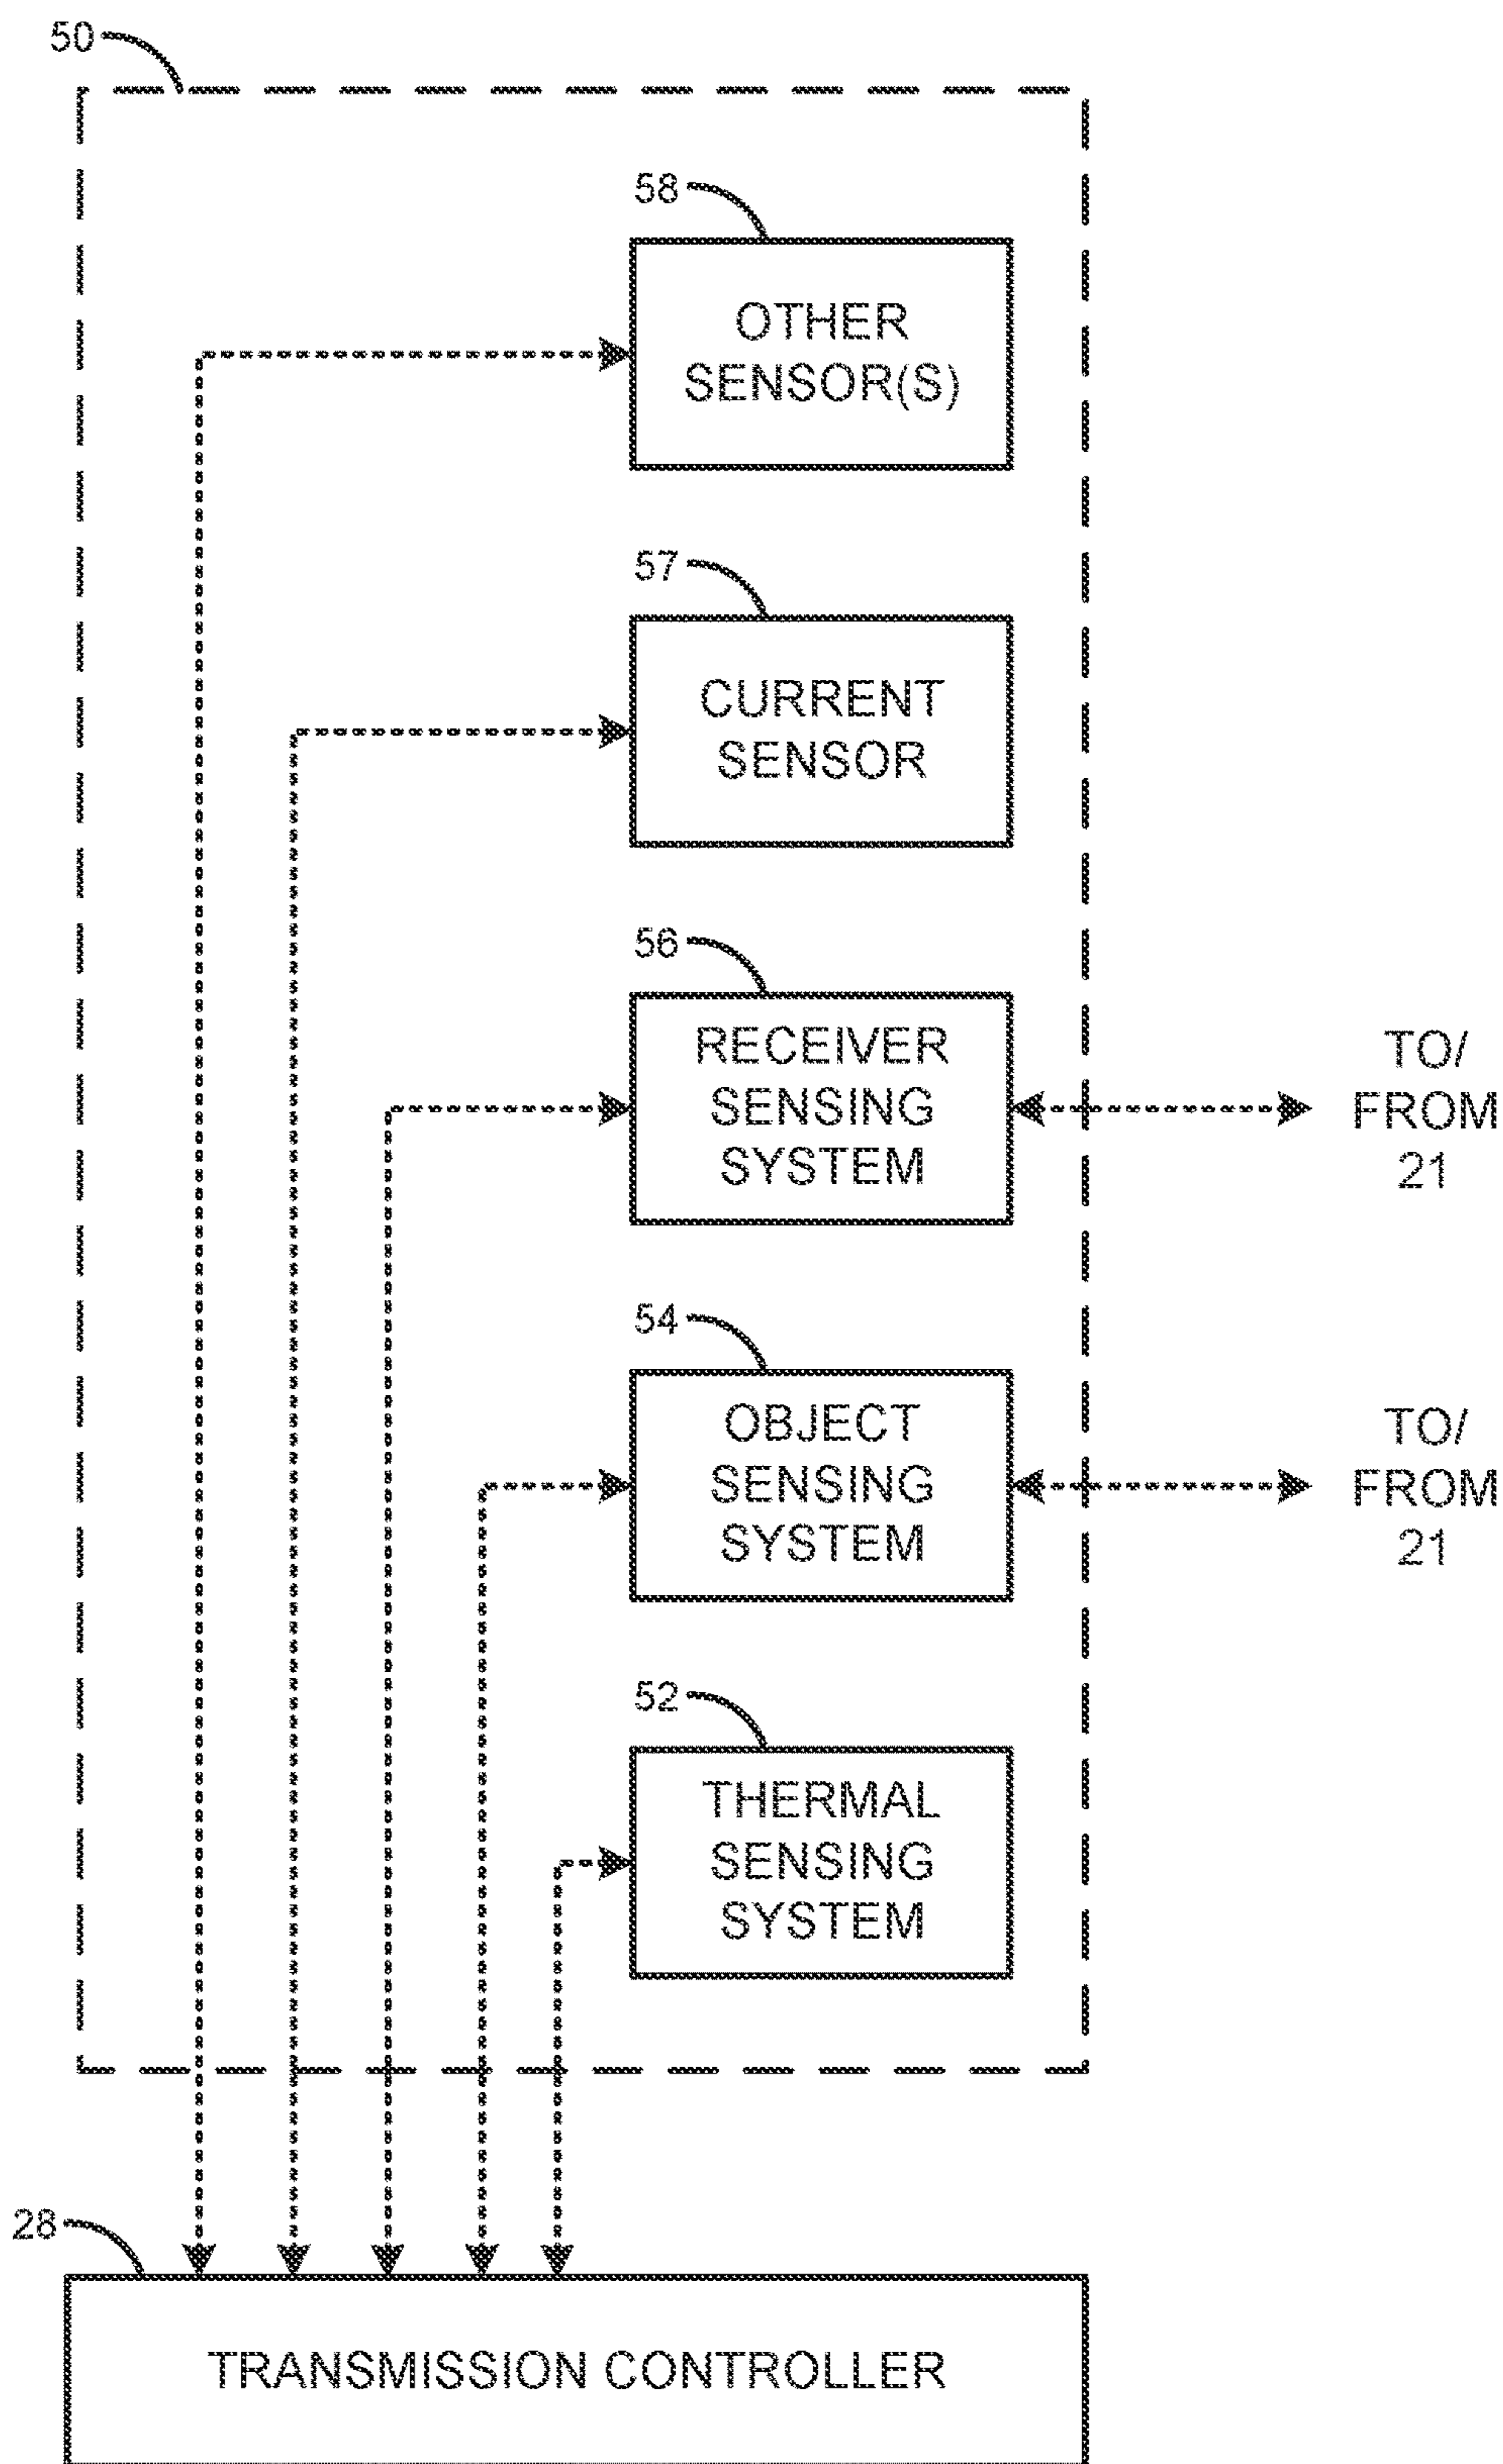 50
58
OTHER
SENSOR(S)
57
CURRENT
SENSOR
56
RECEIVER
SENSING
SYSTEM
TO/
FROM
21
54
OBJECT
SENSING
SYSTEM
TO/
FROM
21
52
THERMAL
SENSING
SYSTEM
28
TRANSMISSION CONTROLLER